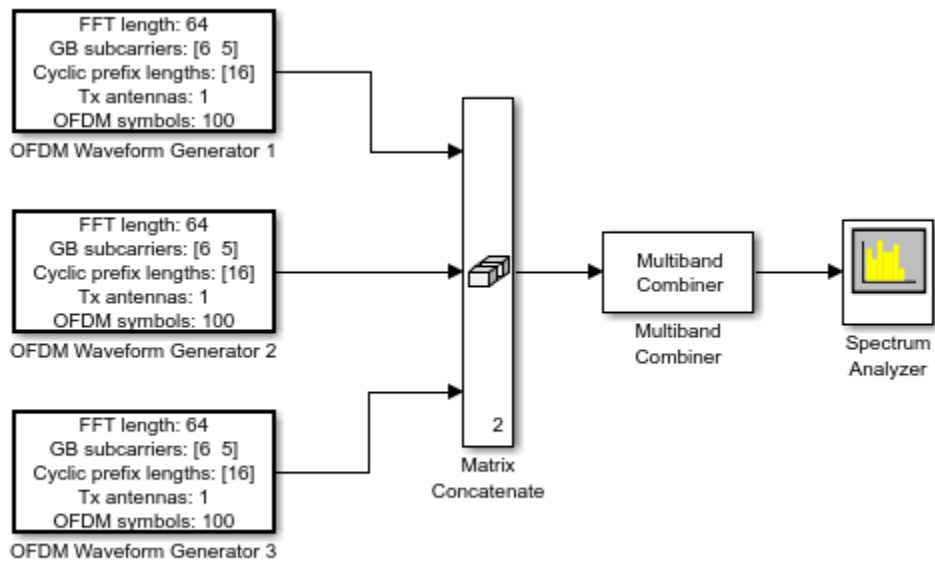 FFT length: 64
GB subcarriers: [6  5]
Cyclic prefix lengths: [16]
Tx antennas: 1
OFDM symbols: 100
OFDM Waveform Generator 1
FFT length: 64
GB subcarriers: [6  5]
Cyclic prefix lengths: [16]
Tx antennas: 1
OFDM symbols: 100
OFDM Waveform Generator 2
FFT length: 64
GB subcarriers: [6  5]
Cyclic prefix lengths: [16]
Tx antennas: 1
OFDM symbols: 100
OFDM Waveform Generator 3
2
Matrix
Concatenate
Multiband
Combiner
Multiband
Combiner
Spectrum
Analyzer